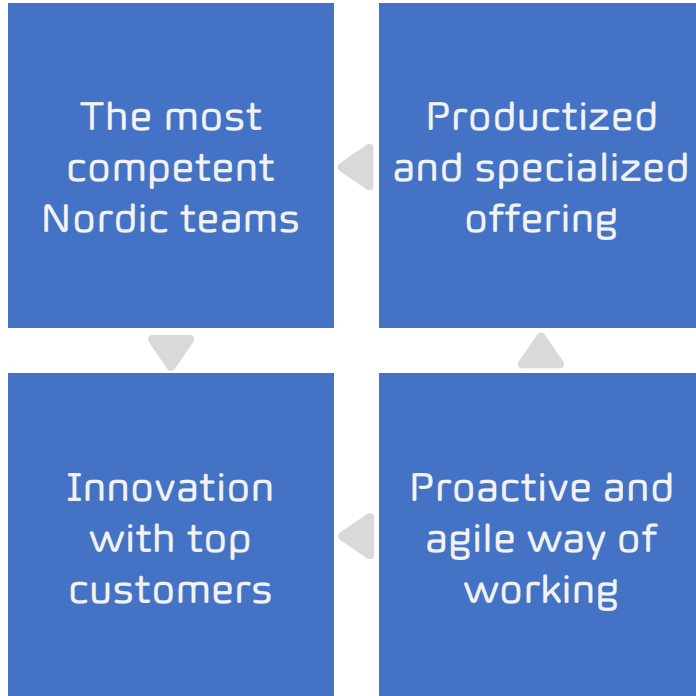 The most
competent
Nordic teams
Productized
and specialized
offering
Innovation
with top
customers
Proactive and
agile way of
working